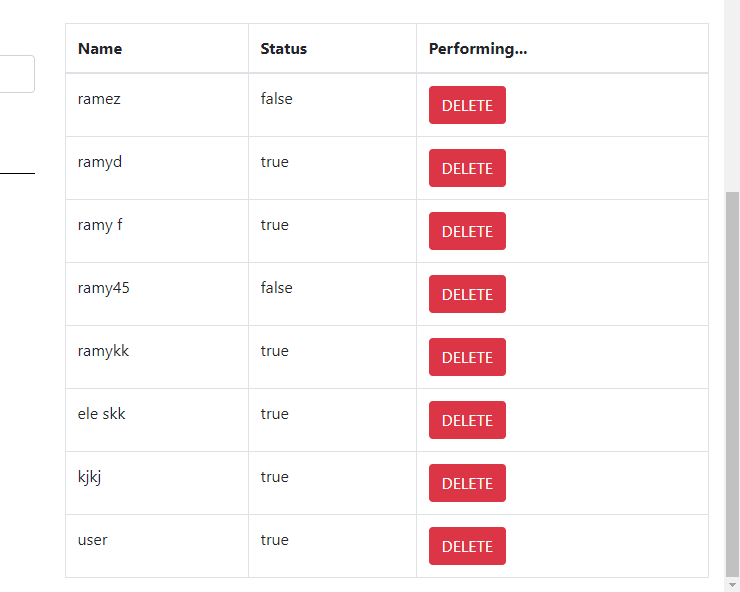 Name Status Performing...
ramez false DELETE
ramyd true DELETE
ramy f true DELETE
ramy45 false DELETE
ramykk true DELETE
ele skk true DELETE
kjkj true DELETE
user true DELETE